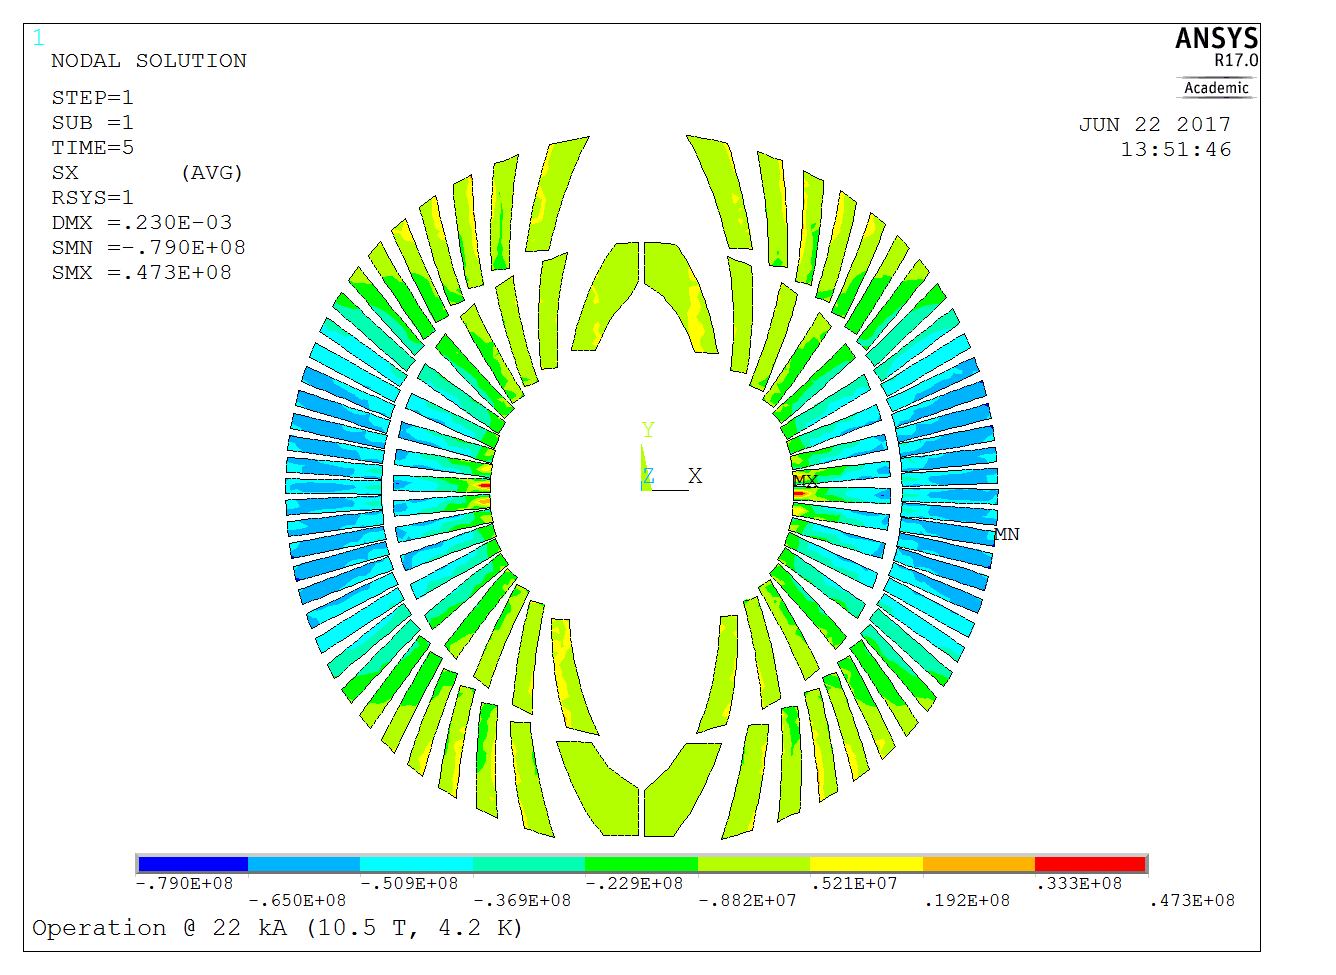 1
ANSYS
R17.0
Academic
NODAL SOLUTION
STEP=1
SUB =1
TIME=5
SX (AVG)
RSYS=1
DMX =.230E-03
SMN =-.790E+08
SMX =.473E+08
JUN 22 2017
13:51:46
Y
Z X
MX
MN
-.790E+08 -.509E+08 -.229E+08 .521E+07 .333E+08
-.650E+08 -.369E+08 -.882E+07 .192E+08 .473E+08
Operation @ 22 kA (10.5 T, 4.2 K)